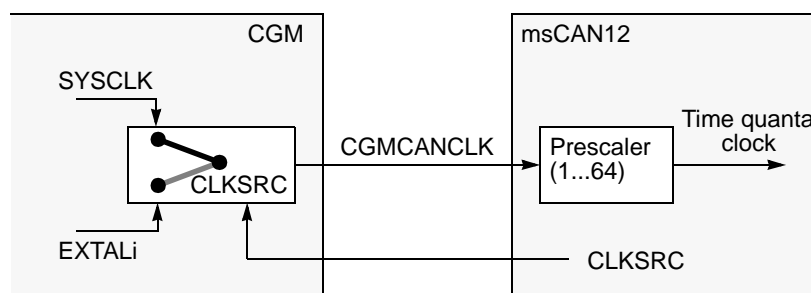 CGM
msCAN12
SYSCLK
CGMCANCLK
Prescaler
(1...64)
Time quanta
clock
CLKSRC
EXTALi
CLKSRC